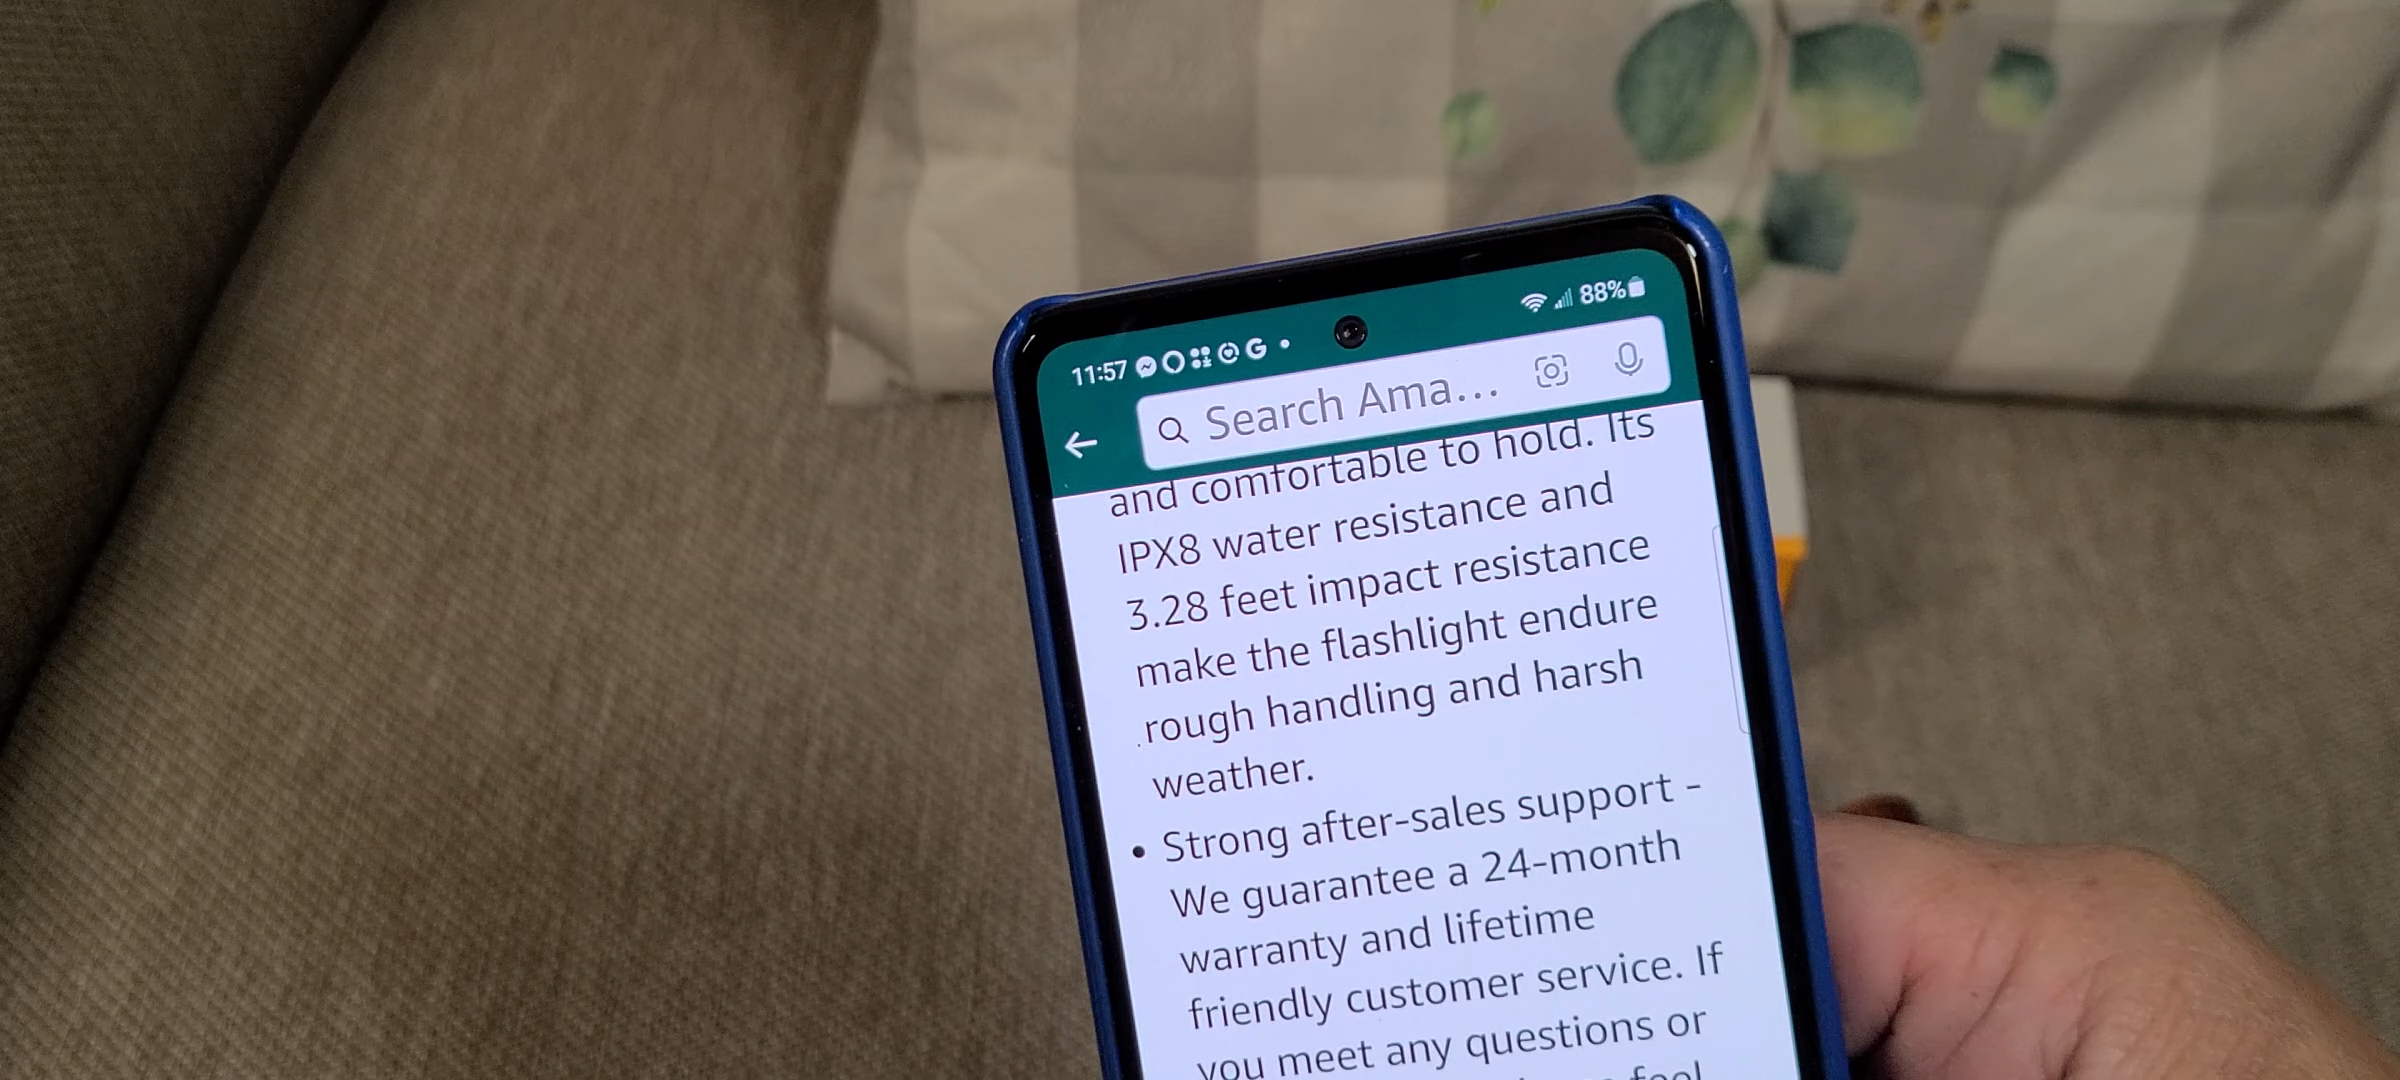 11:57 G 88%
Search Ama...
and comfortable to hold. Its
IPX8 water resistance and
3.28 feet impact resistance
make the flashlight endure
rough handling and harsh
weather.
• Strong after-sales support -
We guarantee a 24-month
warranty and lifetime
friendly customer service. If
you meet any questions or
feel